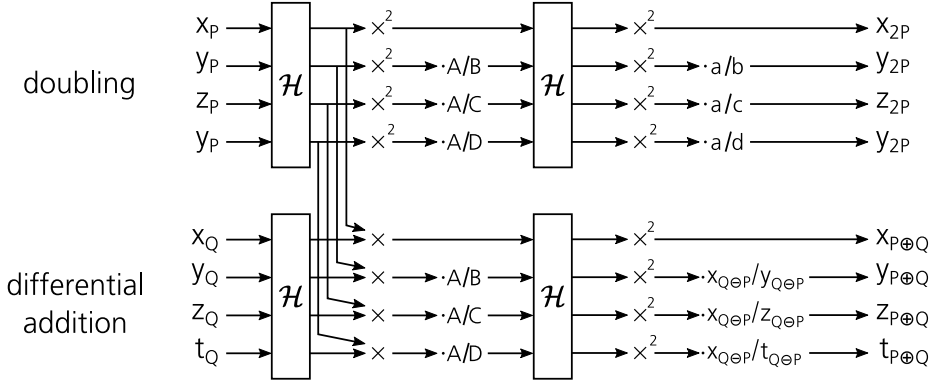 x_P ×² ×² x_2P
y_P ×² ·A/B ×² ·a/b y_2P
doubling
ℋ ℋ
z_P ×² ·A/C ×² ·a/c z_2P
y_P ×² ·A/D ×² ·a/d y_2P
x_Q × ×² x_P⊕Q
y_Q × ·A/B ×² ·x_Q⊖P/y_Q⊖P y_P⊕Q
differential
addition
ℋ ℋ
z_Q × ·A/C ×² ·x_Q⊖P/z_Q⊖P z_P⊕Q
t_Q × ·A/D ×² ·x_Q⊖P/t_Q⊖P t_P⊕Q